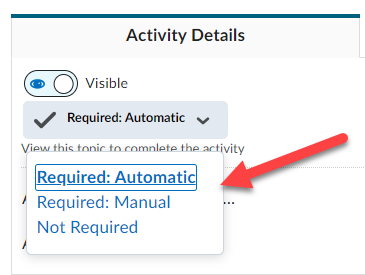 Activity Details
Visible
Required: Automatic
View this topic to complete the activity
Required: Automatic
Required: Manual
...
Not Required